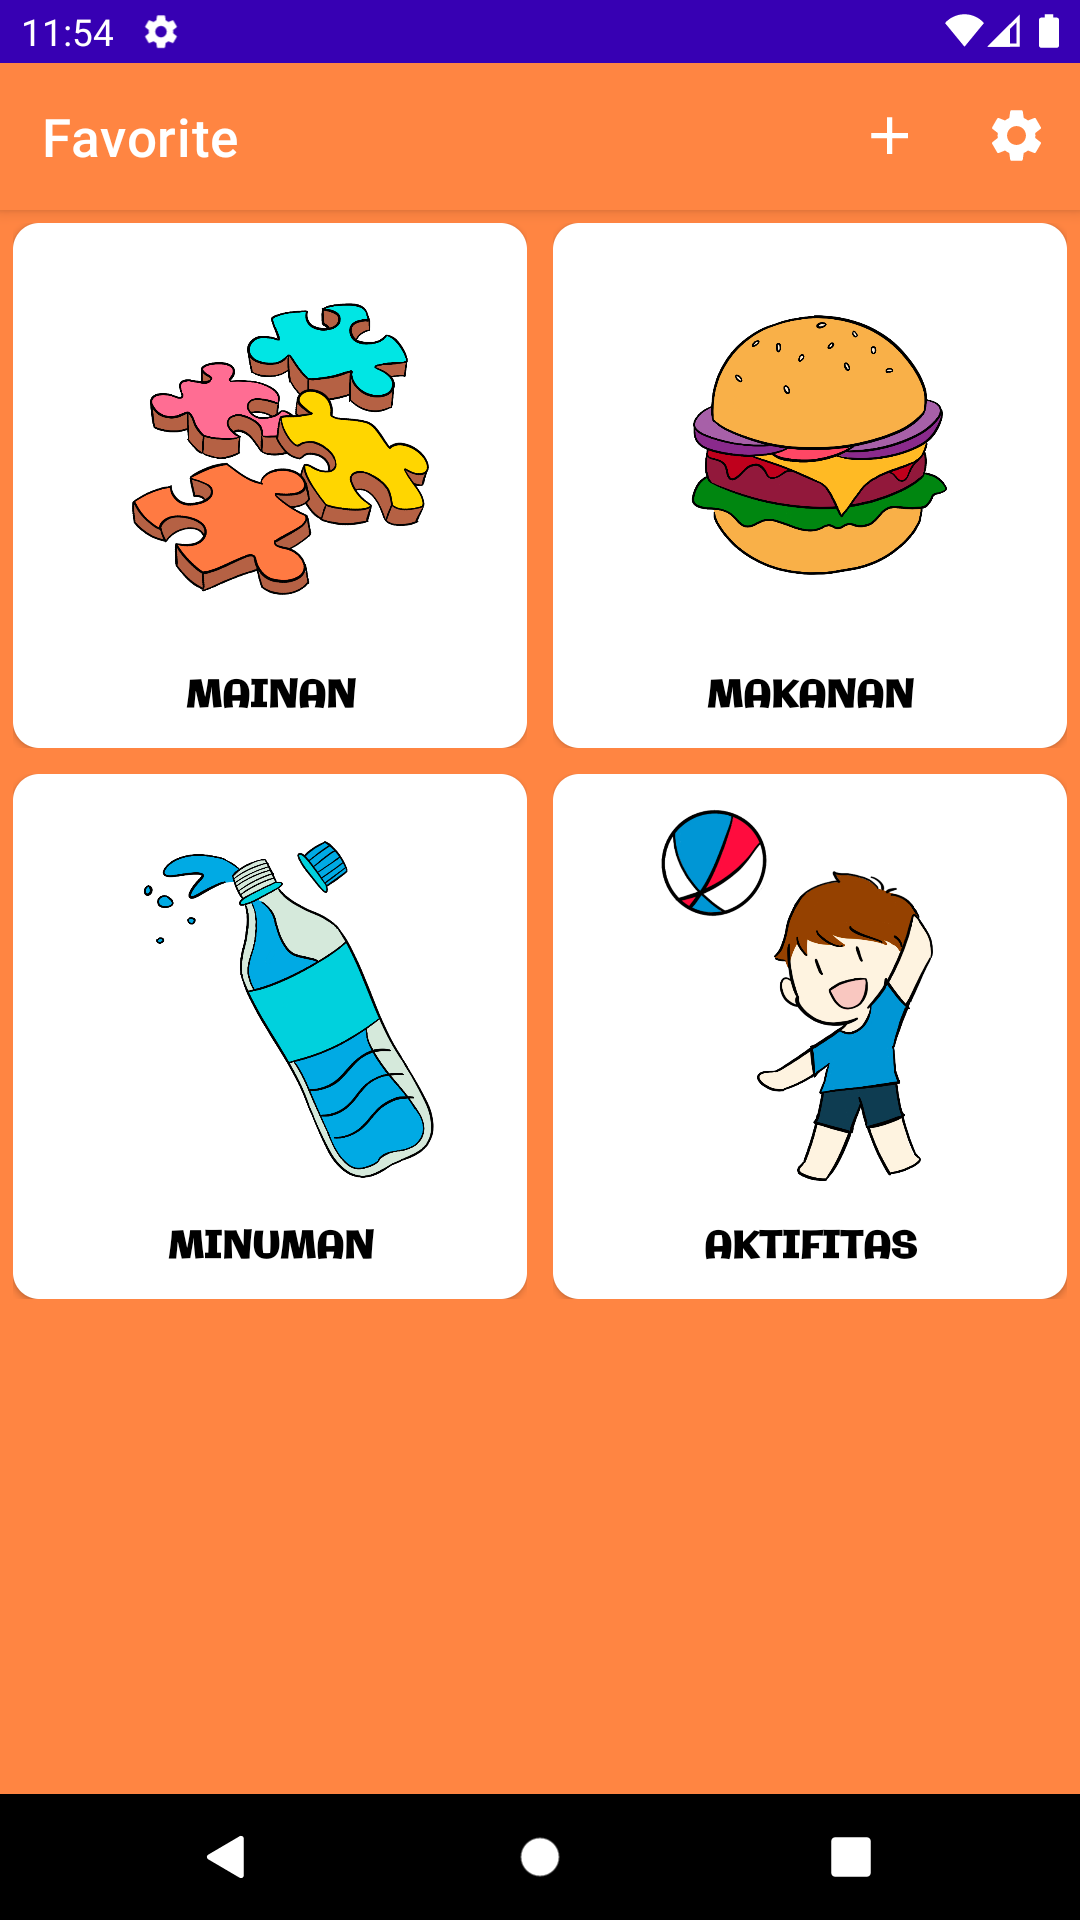 11:54
Favorite
MAINAN
MAKANAN
MINUMAN
AKTIFITAS